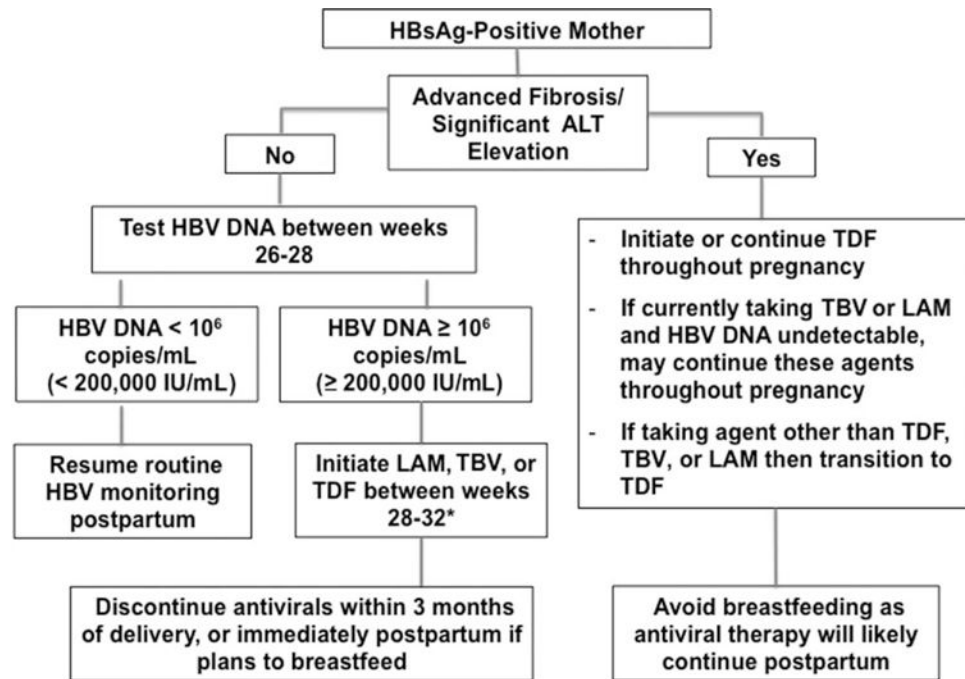 HBsAg-Positive Mother
Advanced Fibrosis/
Significant ALT
Elevation
No
Yes
Test HBV DNA between weeks
26-28
HBV DNA < 10⁶
copies/mL
(< 200,000 IU/mL)
HBV DNA ≥ 10⁶
copies/mL
(≥ 200,000 IU/mL)
Resume routine
HBV monitoring
postpartum
Initiate LAM, TBV, or
TDF between weeks
28-32*
Discontinue antivirals within 3 months
of delivery, or immediately postpartum if
plans to breastfeed
- Initiate or continue TDF
throughout pregnancy
- If currently taking TBV or LAM
and HBV DNA undetectable,
may continue these agents
throughout pregnancy
- If taking agent other than TDF,
TBV, or LAM then transition to
TDF
Avoid breastfeeding as
antiviral therapy will likely
continue postpartum